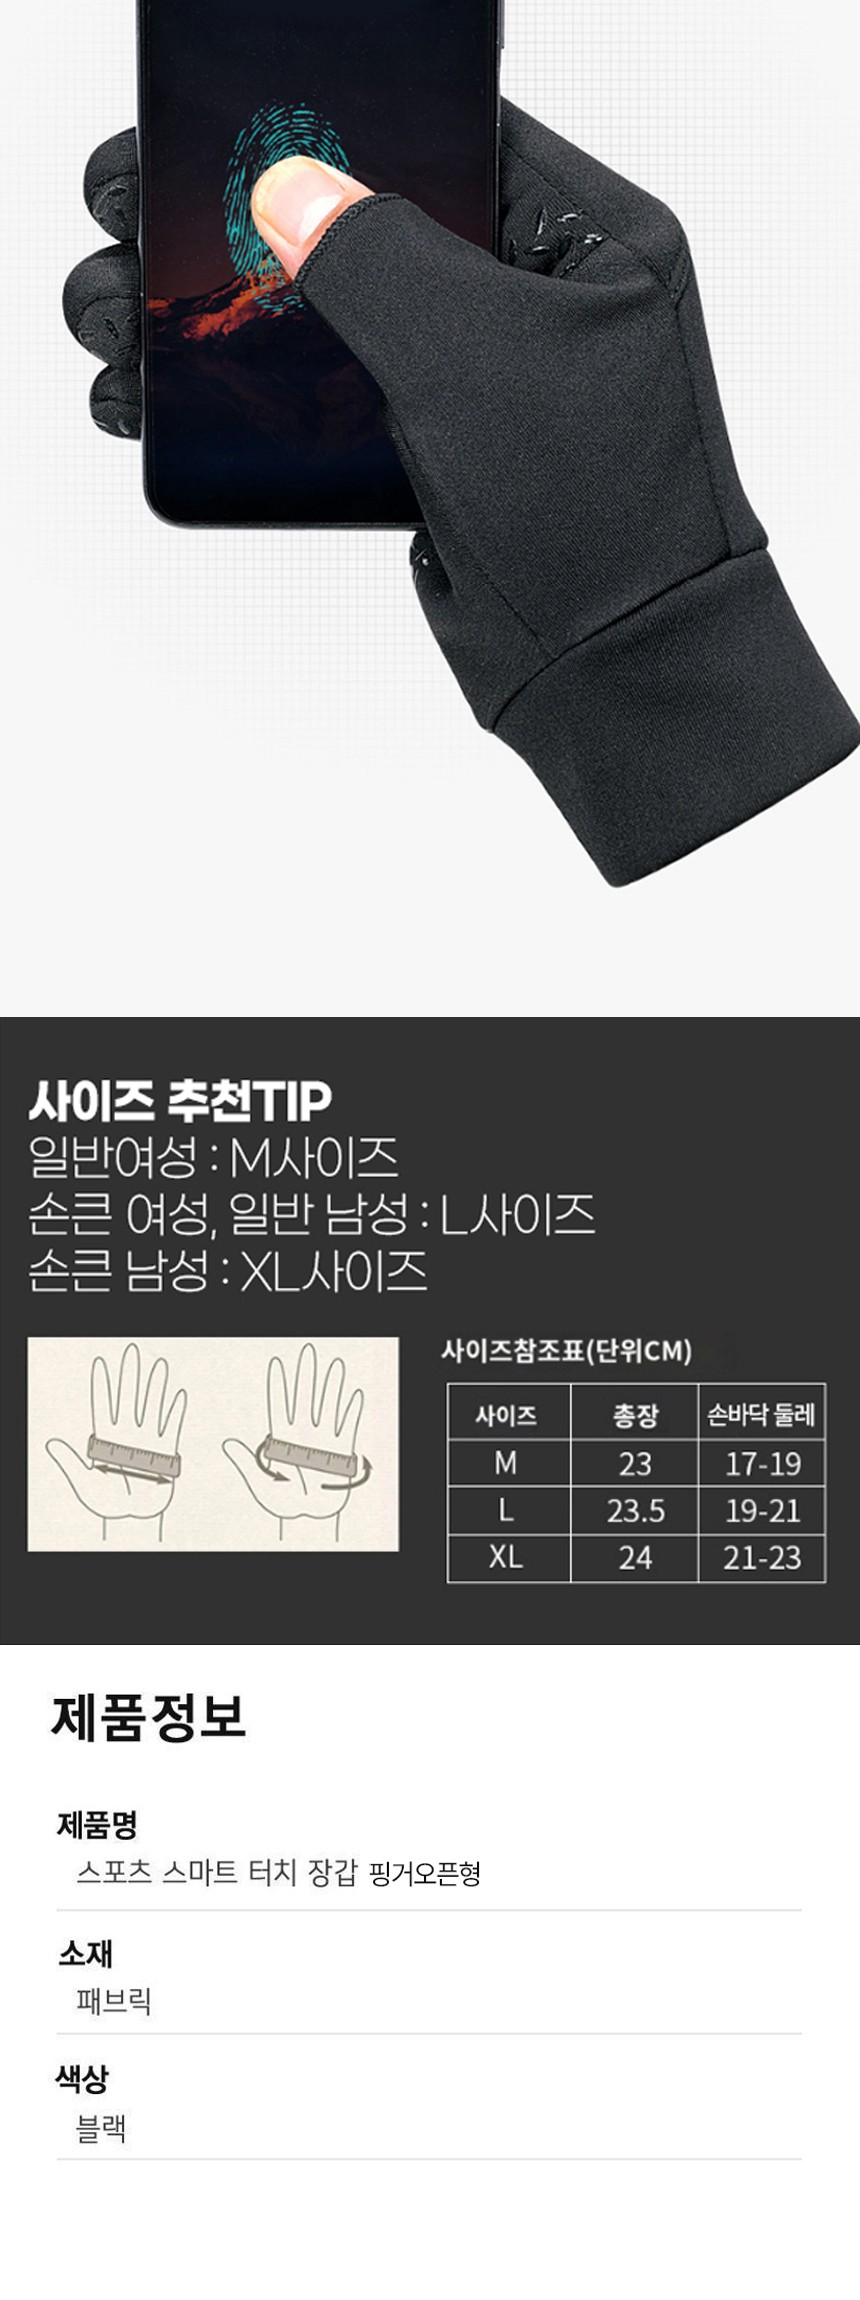 사이즈 추천TIP
일반여성 : M사이즈
손큰 여성, 일반 남성 : L사이즈
손큰 남성 : XL사이즈
사이즈참조표(단위CM)
사이즈 총장 손바닥 둘레
M 23 17-19
L 23.5 19-21
XL 24 21-23
제품정보
제품명
스포츠 스마트 터치 장갑 핑거오픈형
소재
패브릭
색상
블랙